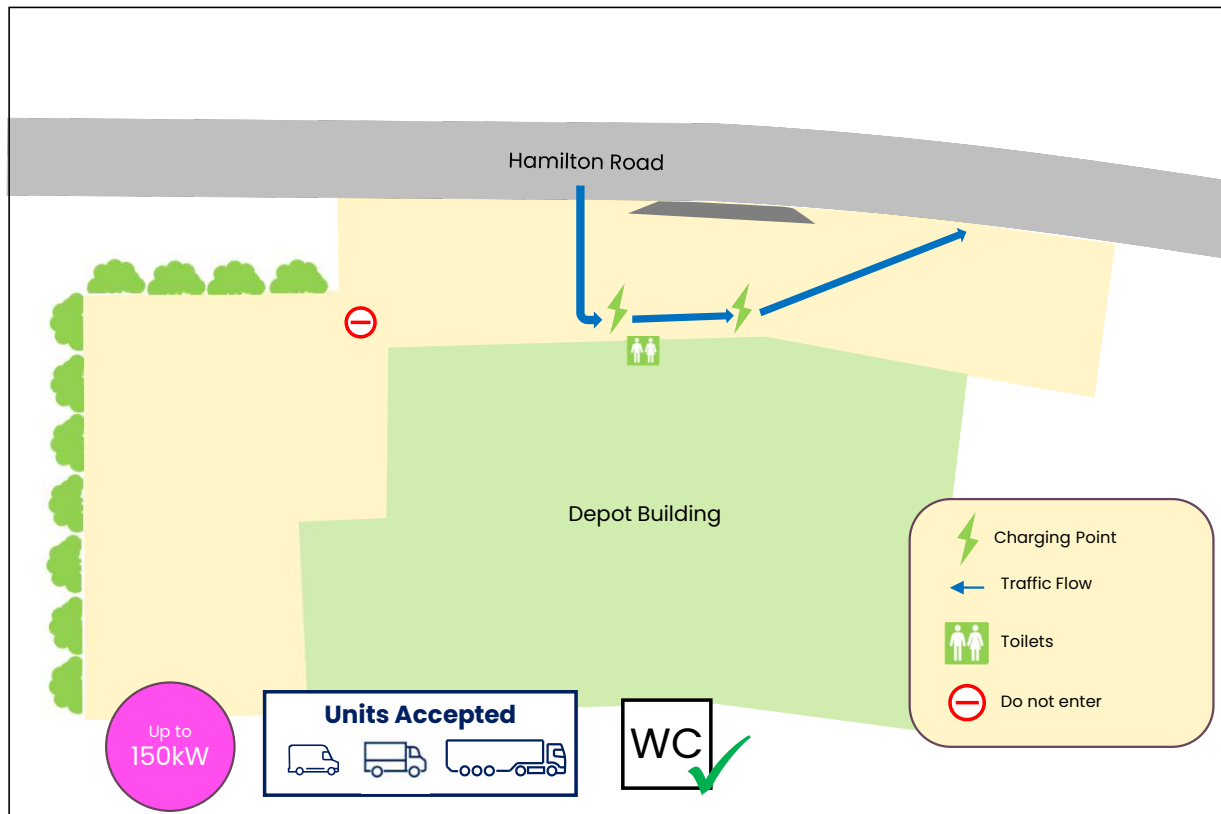 Hamilton Road
Depot Building
Charging Point
Traffic Flow
Toilets
Do not enter
Up to
150kW
Units Accepted
WC